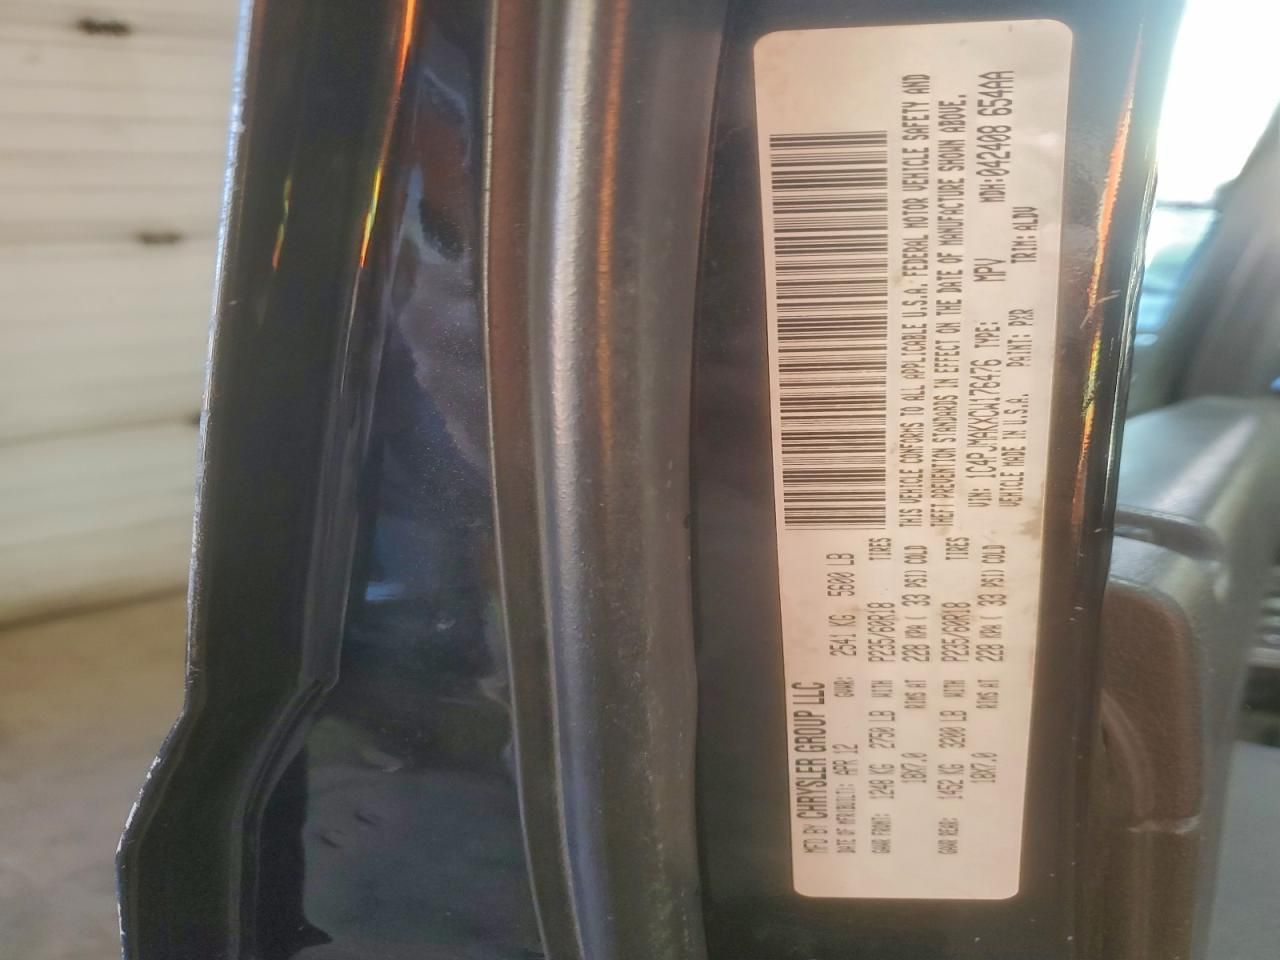 MFD BY CHRYSLER GROUP LLC
DATE OF MFR/BUILT: APR 12 GVWR: 2541 KG 5600 LB
GAWR FRONT: 1248 KG 2750 LB WITH P235/60R18 TIRES
18X7.0 RIMS AT 228 KPA ( 33 PSI) COLD
GAWR REAR: 1452 KG 3200 LB WITH P235/60R18 TIRES
18X7.0 RIMS AT 228 KPA ( 33 PSI) COLD
THIS VEHICLE CONFORMS TO ALL APPLICABLE U.S.A. FEDERAL MOTOR VEHICLE SAFETY AND
THEFT PREVENTION STANDARDS IN EFFECT ON THE DATE OF MANUFACTURE SHOWN ABOVE.
VIN: 1C4PJMAKXCW176476 TYPE: MPV MDH:042408 654AA
VEHICLE MADE IN U.S.A. PAINT: PXR TRIM: ALDV